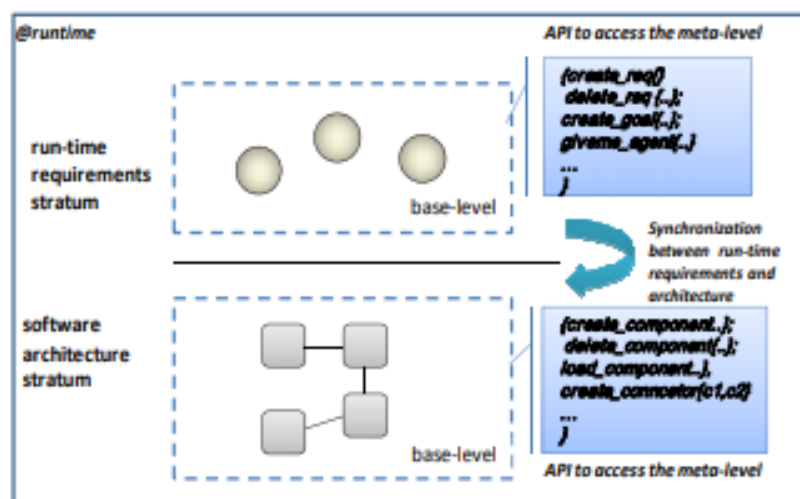 @runtime
API to access the meta-level
{create_req()
delete_req (..);
create_goal(..);
giveme_agent(..)
...
}
run-time
requirements
stratum
base-level
Synchronization
between run-time
requirements and
architecture
software
architecture
stratum
{create_component..);
delete_component(..);
load_component..),
create_connostor(c1,c2)
...
}
base-level
API to access the meta-level